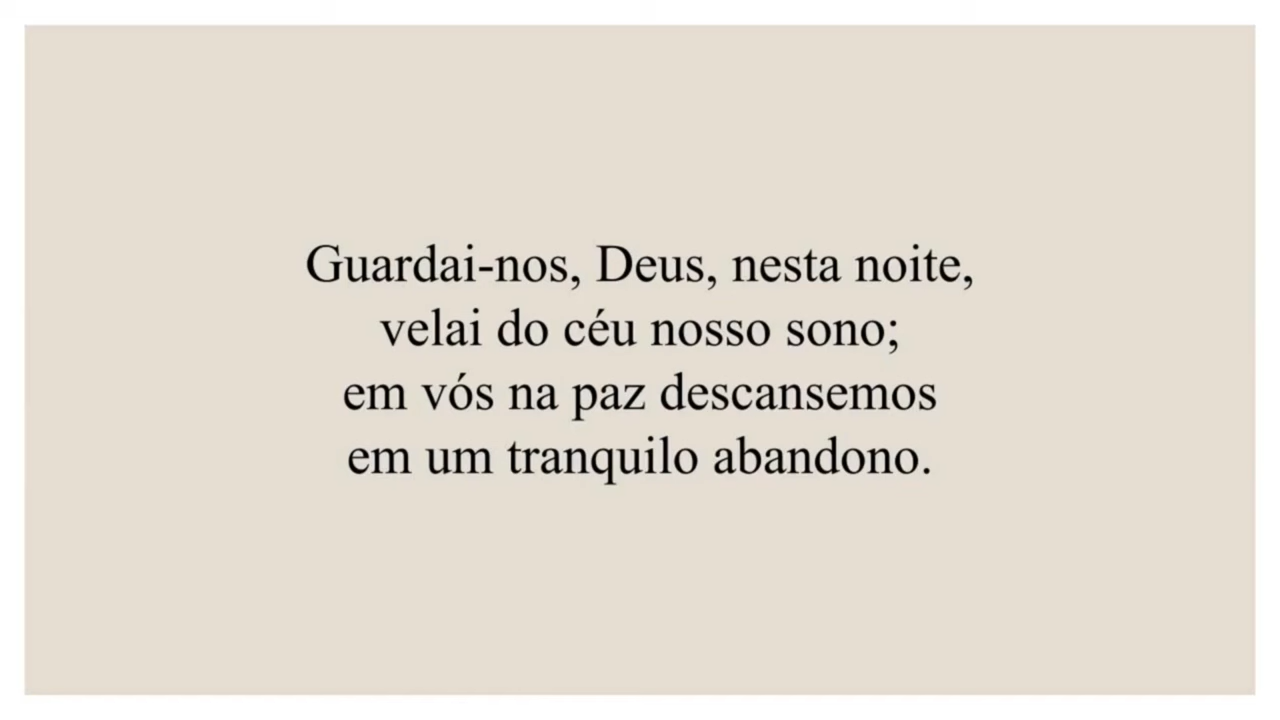 Guardai-nos, Deus, nesta noite,
velai do céu nosso sono;
em vós na paz descansemos
em um tranquilo abandono.